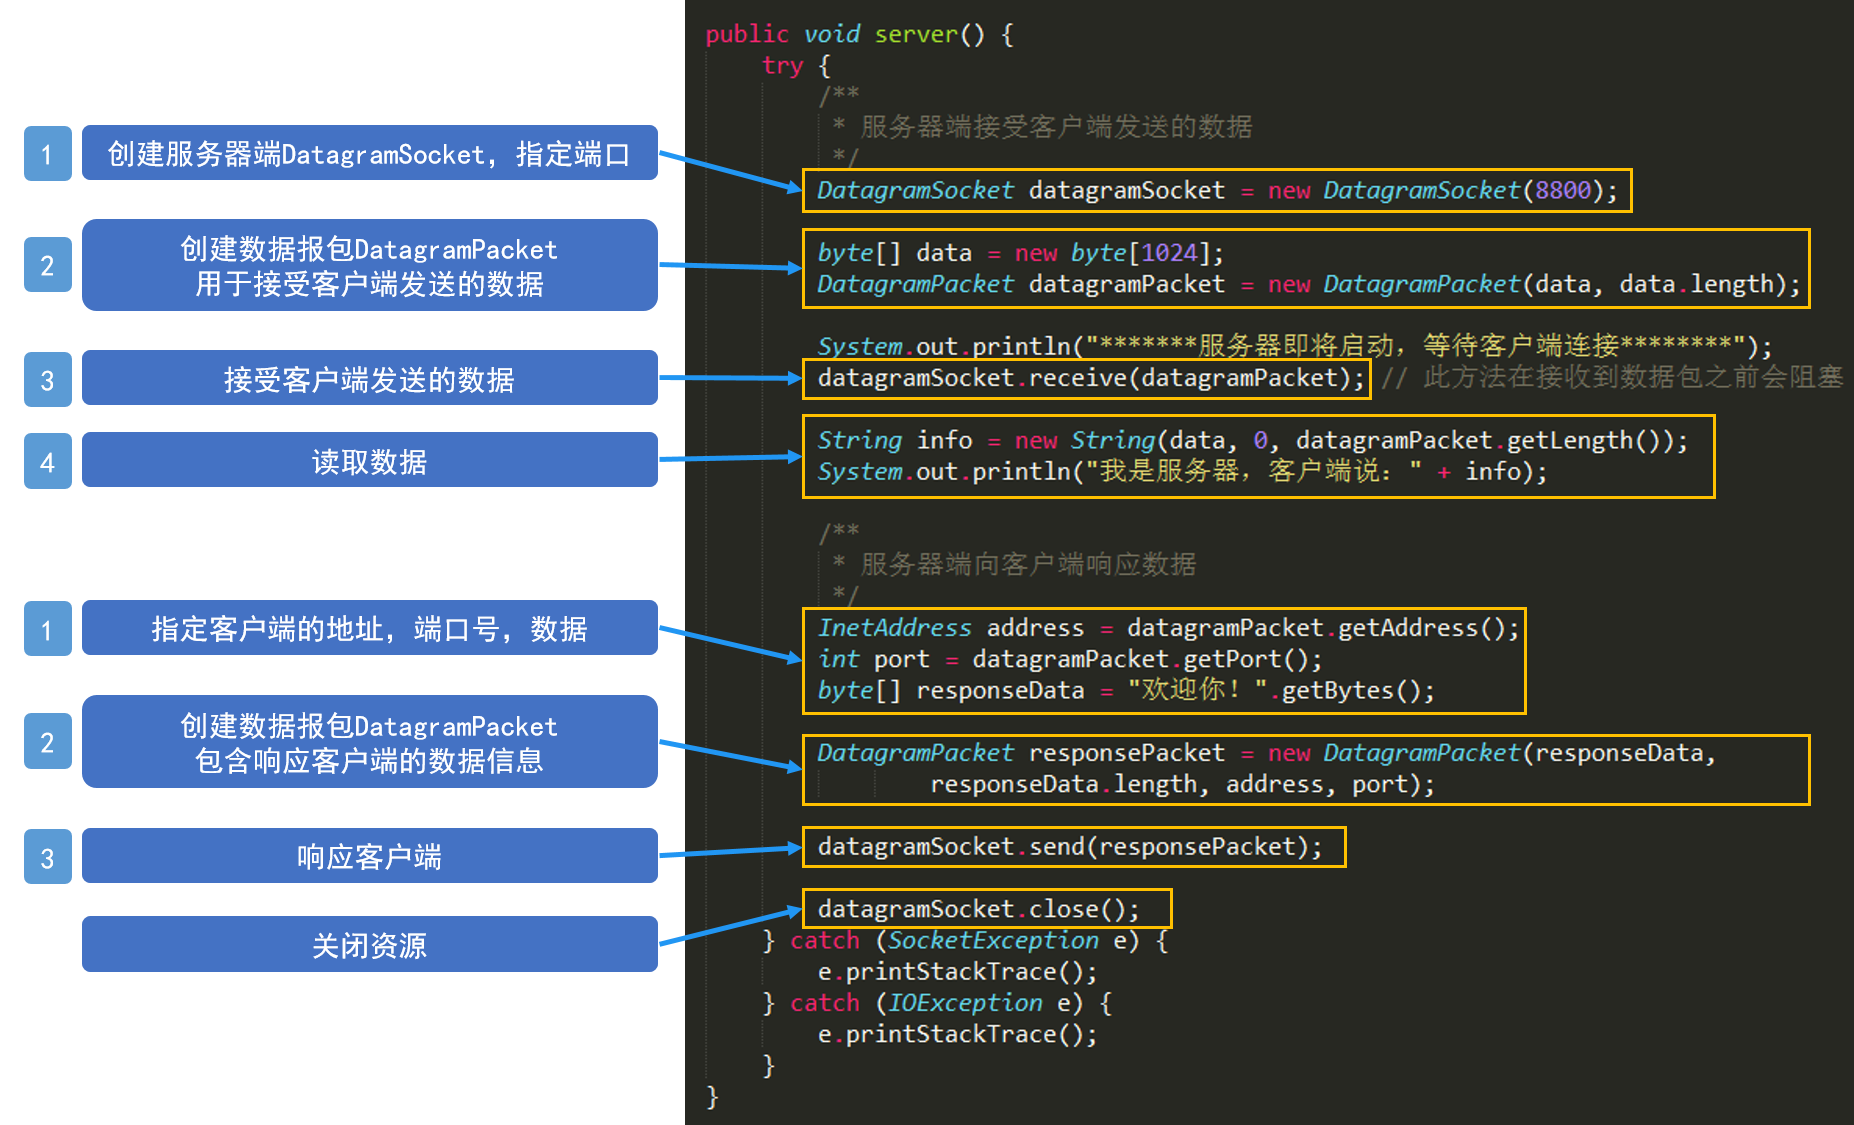 1
创建服务器端DatagramSocket，指定端口
2
创建数据报包DatagramPacket
用于接受客户端发送的数据
3
接受客户端发送的数据
4
读取数据
1
指定客户端的地址，端口号，数据
2
创建数据报包DatagramPacket
包含响应客户端的数据信息
3
响应客户端
关闭资源
public void server() {
try {
/**
* 服务器端接受客户端发送的数据
*/
DatagramSocket datagramSocket = new DatagramSocket(8800);
byte[] data = new byte[1024];
DatagramPacket datagramPacket = new DatagramPacket(data, data.length);
System.out.println("*******服务器即将启动，等待客户端连接********");
datagramSocket.receive(datagramPacket); // 此方法在接收到数据包之前会阻塞
String info = new String(data, 0, datagramPacket.getLength());
System.out.println("我是服务器，客户端说：" + info);
/**
* 服务器端向客户端响应数据
*/
InetAddress address = datagramPacket.getAddress();
int port = datagramPacket.getPort();
byte[] responseData = "欢迎你！".getBytes();
DatagramPacket responsePacket = new DatagramPacket(responseData,
responseData.length, address, port);
datagramSocket.send(responsePacket);
datagramSocket.close();
} catch (SocketException e) {
e.printStackTrace();
} catch (IOException e) {
e.printStackTrace();
}
}